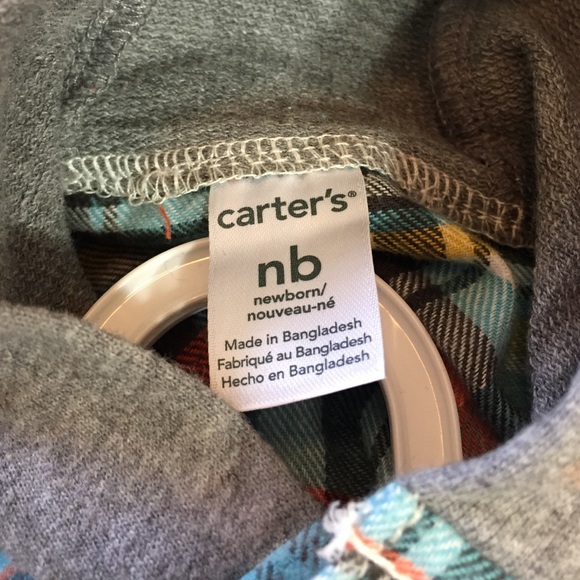 carter's®
nb
newborn/
nouveau-né
Made in Bangladesh
Fabriqué au Bangladesh
Hecho en Bangladesh